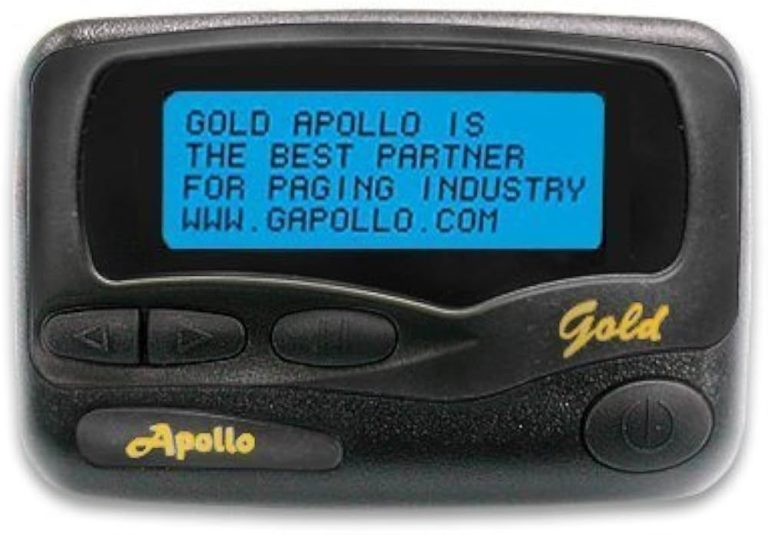 GOLD APOLLO IS
THE BEST PARTNER
FOR PAGING INDUSTRY
WWW.GAPOLLO.COM
Gold
Apollo